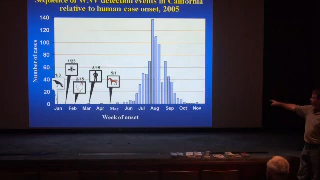 Sequence of WNV detection events in California
relative to human case onset, 2005
140
120
100
80
60
40
20
0
Number of cases
Jan Feb Mar Apr May Jun Jul Aug Sep Oct Nov
Week of onset